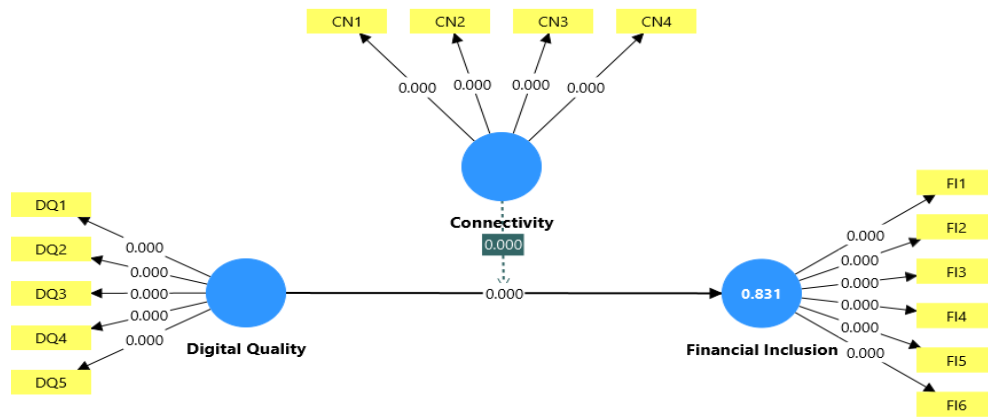 CN1 CN2 CN3 CN4
0.000 0.000 0.000 0.000
Connectivity
0.000
DQ1
DQ2
DQ3
DQ4
DQ5
0.000
0.000
0.000
0.000
0.000
Digital Quality
0.000
0.831
Financial Inclusion
0.000
0.000
0.000
0.000
0.000
0.000
FI1
FI2
FI3
FI4
FI5
FI6